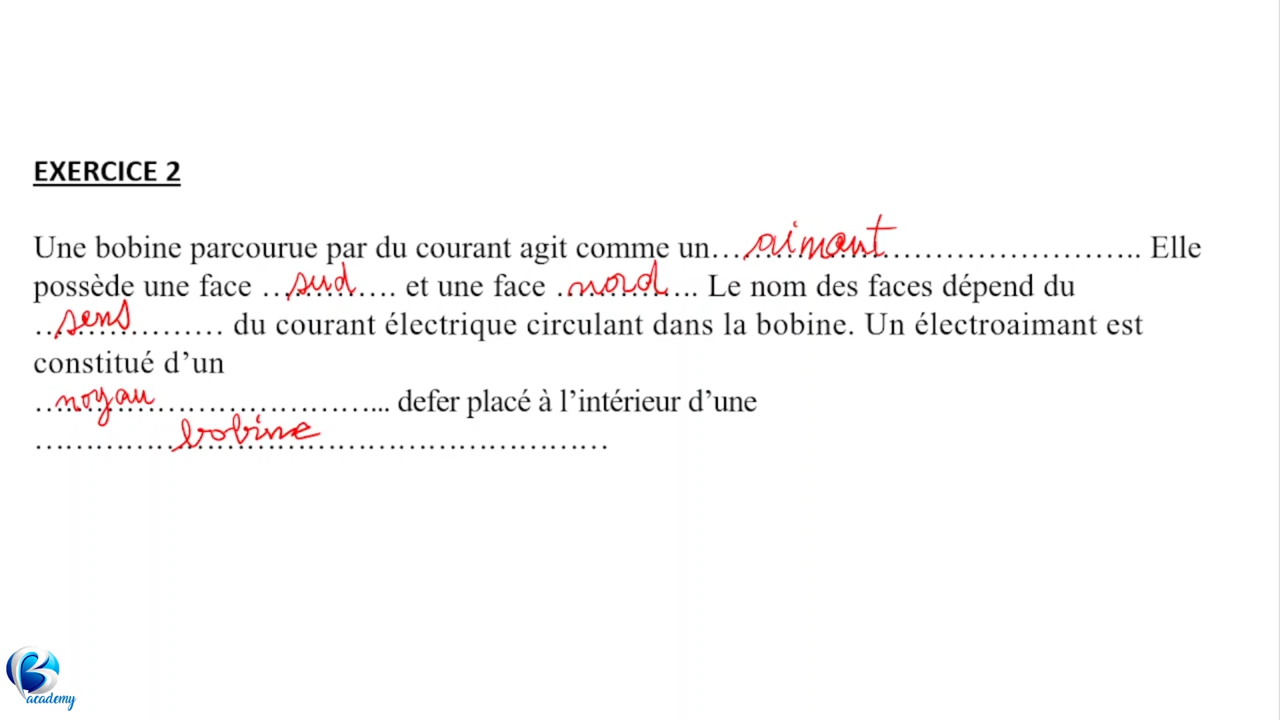 EXERCICE 2
Une bobine parcourue par du courant agit comme un….aimant………………………….. Elle
possède une face …sud…. et une face …nord….. Le nom des faces dépend du
…sens……… du courant électrique circulant dans la bobine. Un électroaimant est
constitué d’un
…noyau……………………... defer placé à l’intérieur d’une
……………bobine…………………………
B academy